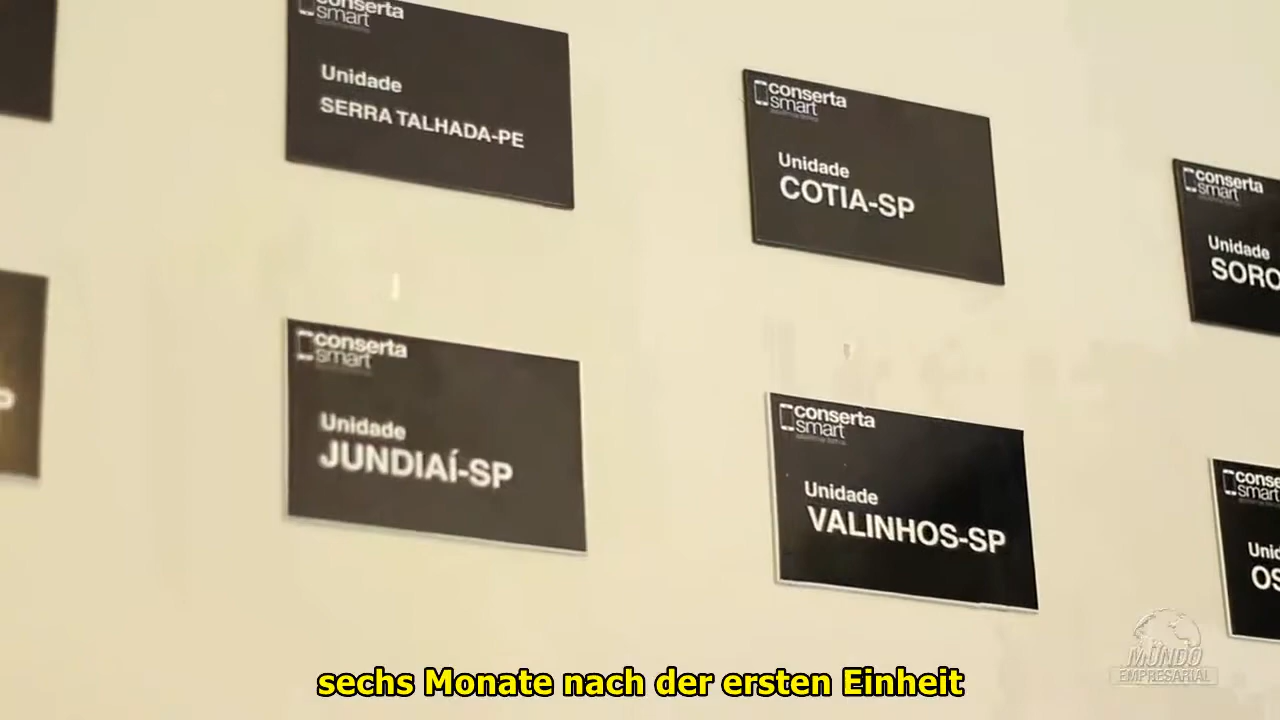 conserta
smart
Unidade
SERRA TALHADA-PE
conserta
smart
Unidade
COTIA-SP
conserta
smart
Unidade
conserta
smart
Unidade
JUNDIAÍ-SP
conserta
smart
Unidade
VALINHOS-SP
smart
sechs Monate nach der ersten Einheit
MUNDO
EMPRESARIAL